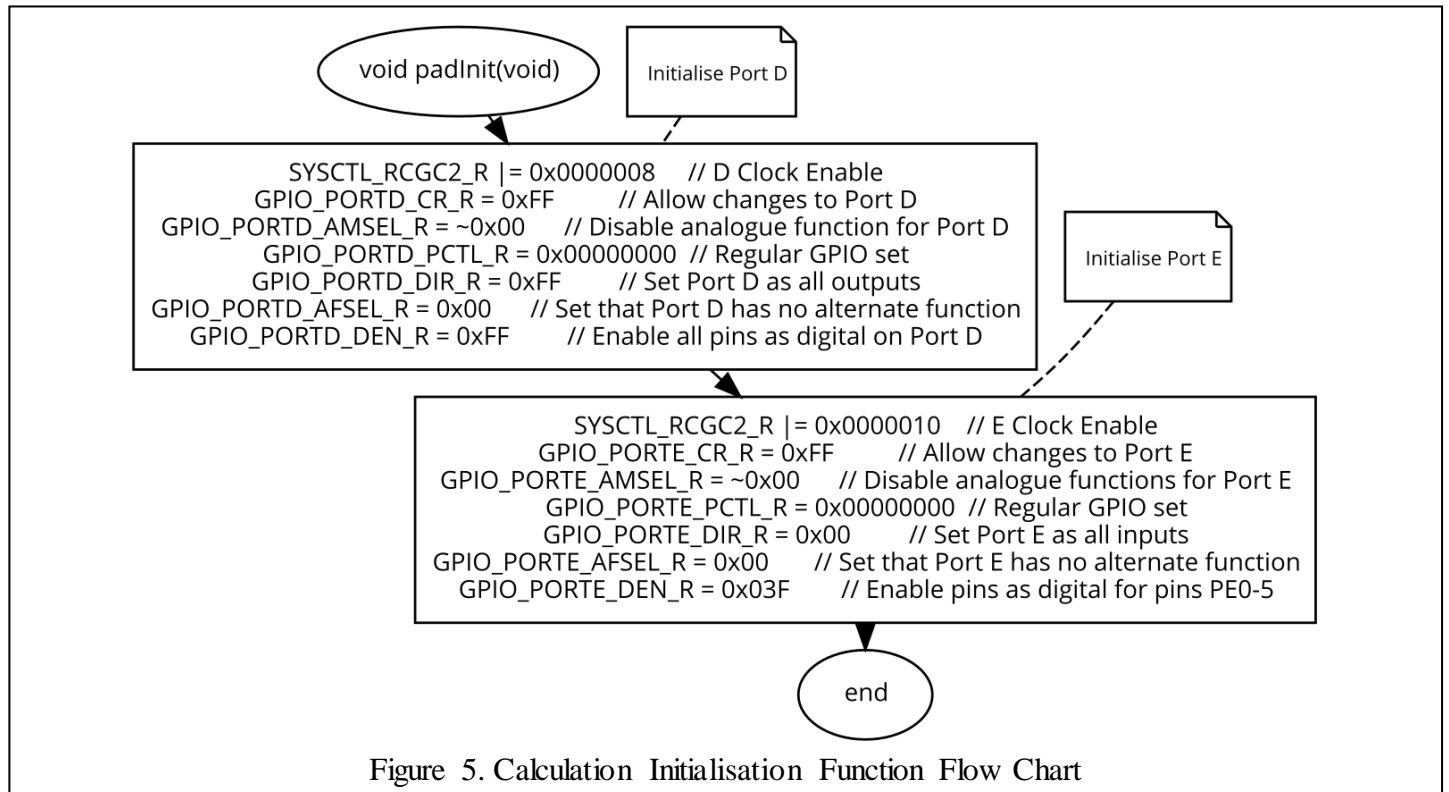 void padInit(void)
Initialise Port D
SYSCTL_RCGC2_R |= 0x0000008 // D Clock Enable
GPIO_PORTD_CR_R = 0xFF // Allow changes to Port D
GPIO_PORTD_AMSEL_R = ~0x00 // Disable analogue function for Port D
GPIO_PORTD_PCTL_R = 0x00000000 // Regular GPIO set
GPIO_PORTD_DIR_R = 0xFF // Set Port D as all outputs
GPIO_PORTD_AFSEL_R = 0x00 // Set that Port D has no alternate function
GPIO_PORTD_DEN_R = 0xFF // Enable all pins as digital on Port D
Initialise Port E
SYSCTL_RCGC2_R |= 0x0000010 // E Clock Enable
GPIO_PORTE_CR_R = 0xFF // Allow changes to Port E
GPIO_PORTE_AMSEL_R = ~0x00 // Disable analogue functions for Port E
GPIO_PORTE_PCTL_R = 0x00000000 // Regular GPIO set
GPIO_PORTE_DIR_R = 0x00 // Set Port E as all inputs
GPIO_PORTE_AFSEL_R = 0x00 // Set that Port E has no alternate function
GPIO_PORTE_DEN_R = 0x03F // Enable pins as digital for pins PE0-5
end
Figure 5. Calculation Initialisation Function Flow Chart